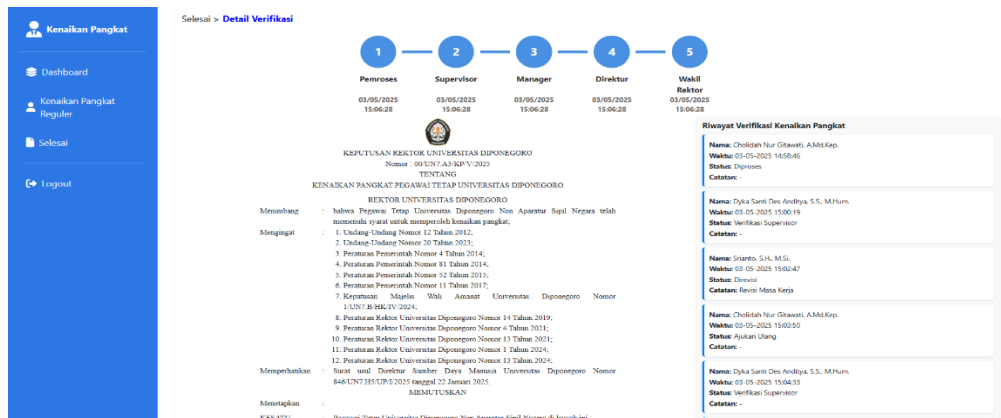 Kenaikan Pangkat
Dashboard
Kenaikan Pangkat
Reguler
Selesai
Logout
Selesai > Detail Verifikasi
1 2 3 4 5
Pemroses Supervisor Manager Direktur Wakil
Rektor
03/05/2025 03/05/2025 03/05/2025 03/05/2025 03/05/2025
15:06:28 15:06:28 15:06:28 15:06:28 15:06:28
KEPUTUSAN REKTOR UNIVERSITAS DIPONEGORO
Nomor : 00/UN7.A3/KP/V/2025
TENTANG
KENAIKAN PANGKAT PEGAWAI TETAP UNIVERSITAS DIPONEGORO
REKTOR UNIVERSITAS DIPONEGORO
Menimbang : bahwa Pegawai Tetap Universitas Diponegoro Non Aparatur Sipil Negara telah
memenuhi syarat untuk memperoleh kenaikan pangkat;
Mengingat : 1. Undang-Undang Nomor 12 Tahun 2012;
2. Undang-Undang Nomor 20 Tahun 2023;
3. Peraturan Pemerintah Nomor 4 Tahun 2014;
4. Peraturan Pemerintah Nomor 81 Tahun 2014;
5. Peraturan Pemerintah Nomor 52 Tahun 2015;
6. Peraturan Pemerintah Nomor 11 Tahun 2017;
7. Keputusan Majelis Wali Amanat Universitas Diponegoro Nomor
1/UN7.B/HK/IV/2024;
8. Peraturan Rektor Universitas Diponegoro Nomor 14 Tahun 2019;
9. Peraturan Rektor Universitas Diponegoro Nomor 4 Tahun 2021;
10. Peraturan Rektor Universitas Diponegoro Nomor 13 Tahun 2021;
11. Peraturan Rektor Universitas Diponegoro Nomor 1 Tahun 2024;
12. Peraturan Rektor Universitas Diponegoro Nomor 13 Tahun 2024;
Memperhatikan : Surat usul Direktur Sumber Daya Manusia Universitas Diponegoro Nomor
846/UN7.H5/UP/I/2025 tanggal 22 Januari 2025.
MEMUTUSKAN
Menetapkan :
KESATU : Pegawai Tetap Universitas Diponegoro Non Aparatur Sipil Negara di bawah ini :
Riwayat Verifikasi Kenaikan Pangkat
Nama: Cholidah Nur Gitawati, A.Md.Kep.
Waktu: 03-05-2025 14:58:46
Status: Diproses
Catatan: -
Nama: Dyka Santi Des Anditya, S.S., M.Hum.
Waktu: 03-05-2025 15:00:19
Status: Verifikasi Supervisor
Catatan: -
Nama: Srianto. S.H., M.Si.
Waktu: 03-05-2025 15:02:47
Status: Direvisi
Catatan: Revisi Masa Kerja
Nama: Cholidah Nur Gitawati, A.Md.Kep.
Waktu: 03-05-2025 15:03:50
Status: Ajukan Ulang
Catatan: -
Nama: Dyka Santi Des Anditya, S.S., M.Hum.
Waktu: 03-05-2025 15:04:33
Status: Verifikasi Supervisor
Catatan: -